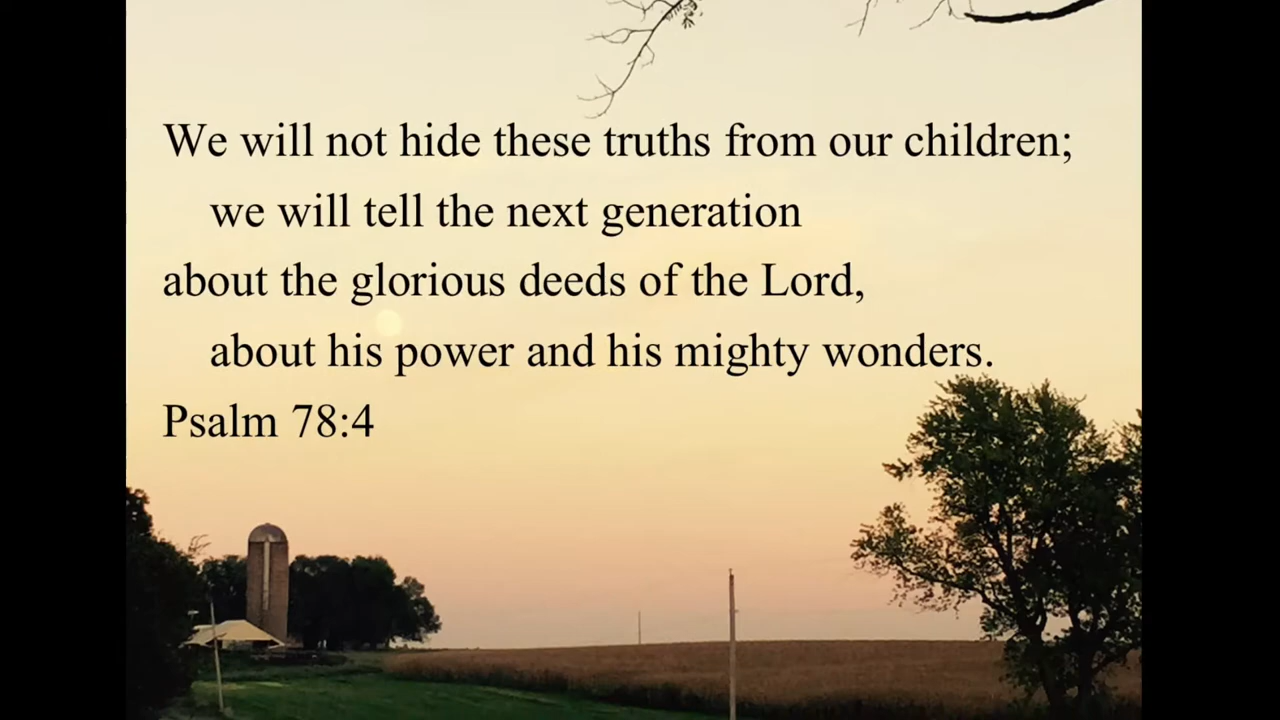 We will not hide these truths from our children;
we will tell the next generation
about the glorious deeds of the Lord,
about his power and his mighty wonders.
Psalm 78:4